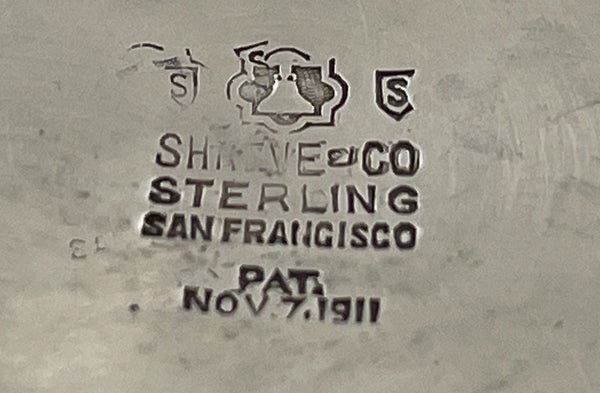 S S S
SHREVE & CO
STERLING
SAN FRANCISCO
PAT.
NOV. 7. 1911